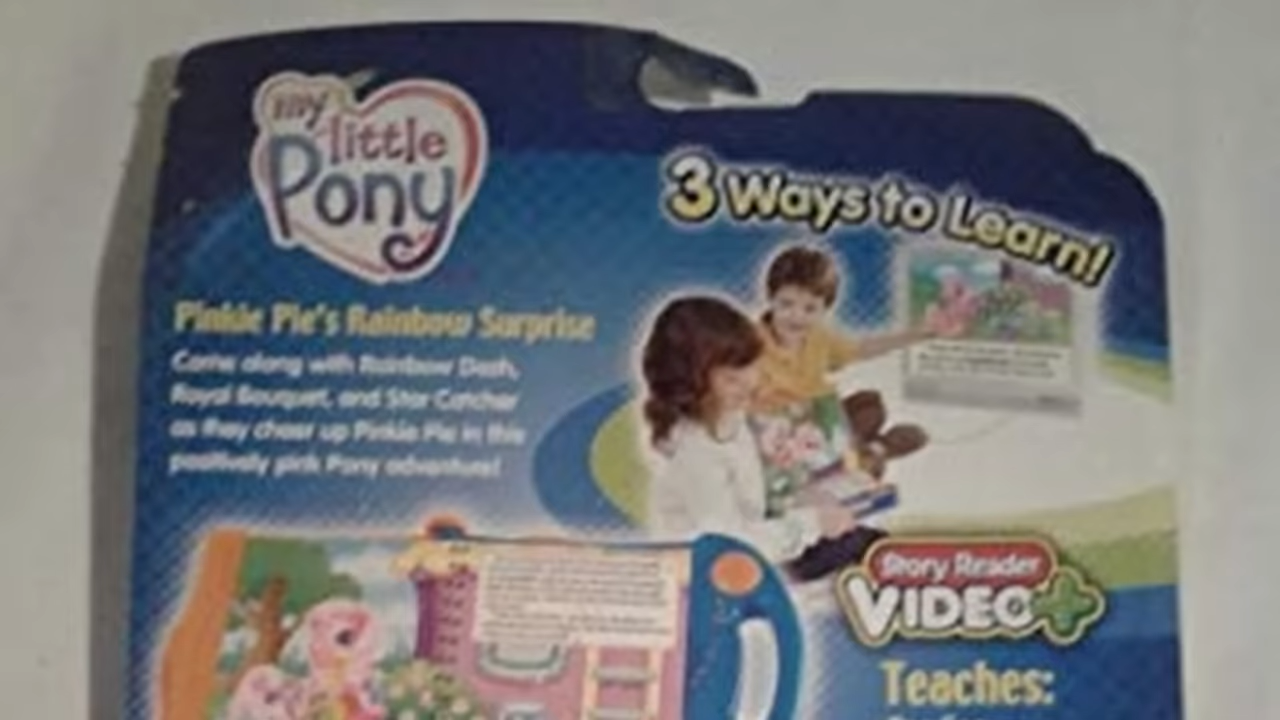 my
little
Pony
3 Ways to Learn!
Pinkie Pie's Rainbow Surprise
Come along with Rainbow Dash,
Royal Bouquet, and Star Catcher
as they cheer up Pinkie Pie in this
positively pink Pony adventure!
Story Reader
VIDEO+
Teaches: